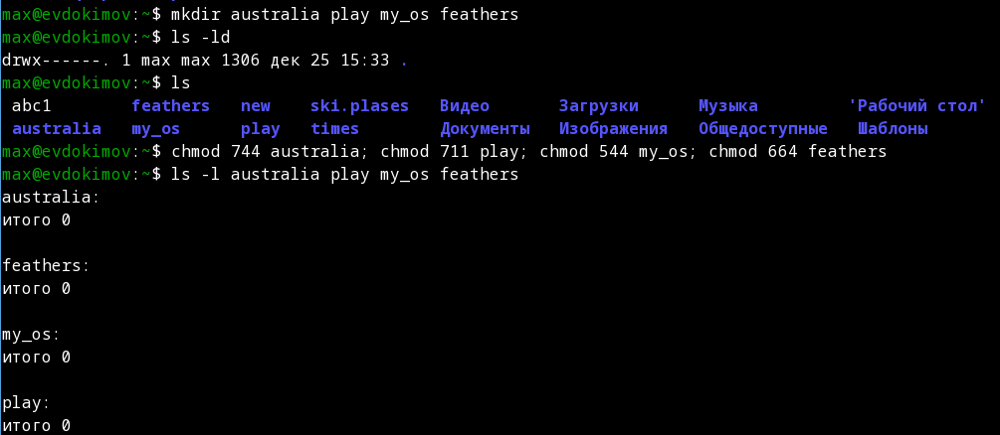 max@evdokimov:~$ mkdir australia play my_os feathers
max@evdokimov:~$ ls -ld
drwx------. 1 max max 1306 дек 25 15:33 .
max@evdokimov:~$ ls
 abc1        feathers   new    ski.plases   Видео       Загрузки      Музыка         'Рабочий стол'
 australia   my_os      play   times        Документы   Изображения   Общедоступные   Шаблоны
max@evdokimov:~$ chmod 744 australia; chmod 711 play; chmod 544 my_os; chmod 664 feathers
max@evdokimov:~$ ls -l australia play my_os feathers
australia:
итого 0

feathers:
итого 0

my_os:
итого 0

play:
итого 0